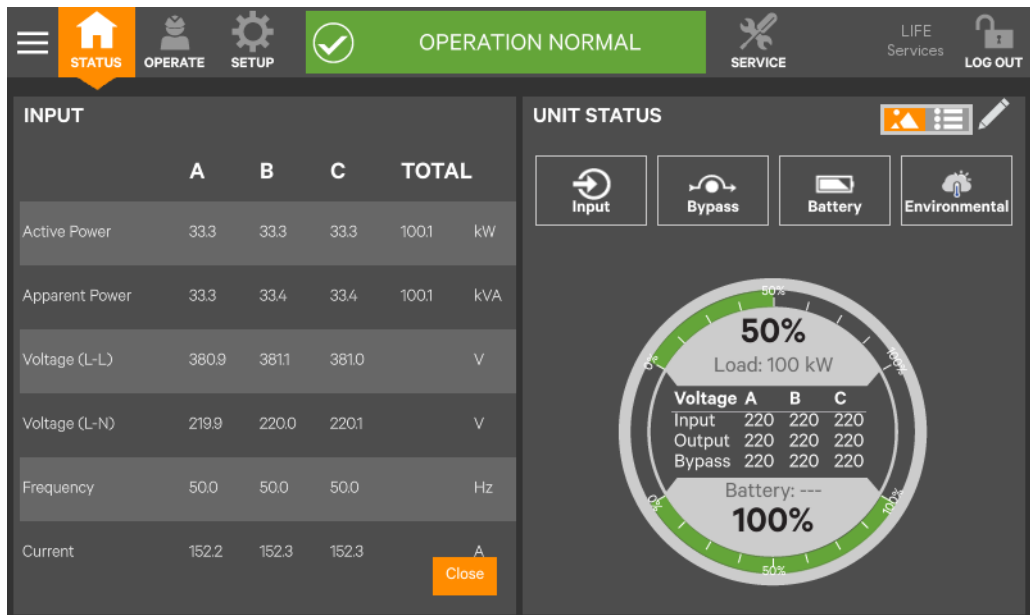 STATUS
OPERATE
SETUP
OPERATION NORMAL
SERVICE
LIFE
Services
LOG OUT
INPUT
A B C TOTAL
Active Power 33.3 33.3 33.3 100.1 kW
Apparent Power 33.3 33.4 33.4 100.1 kVA
Voltage (L-L) 380.9 381.1 381.0 V
Voltage (L-N) 219.9 220.0 220.1 V
Frequency 50.0 50.0 50.0 Hz
Current 152.2 152.3 152.3 A
Close
UNIT STATUS
Input
Bypass
Battery
Environmental
50%
0%
100%
50%
Load: 100 kW
Voltage A B C
Input 220 220 220
Output 220 220 220
Bypass 220 220 220
Battery: ---
100%
0%
100%
50%